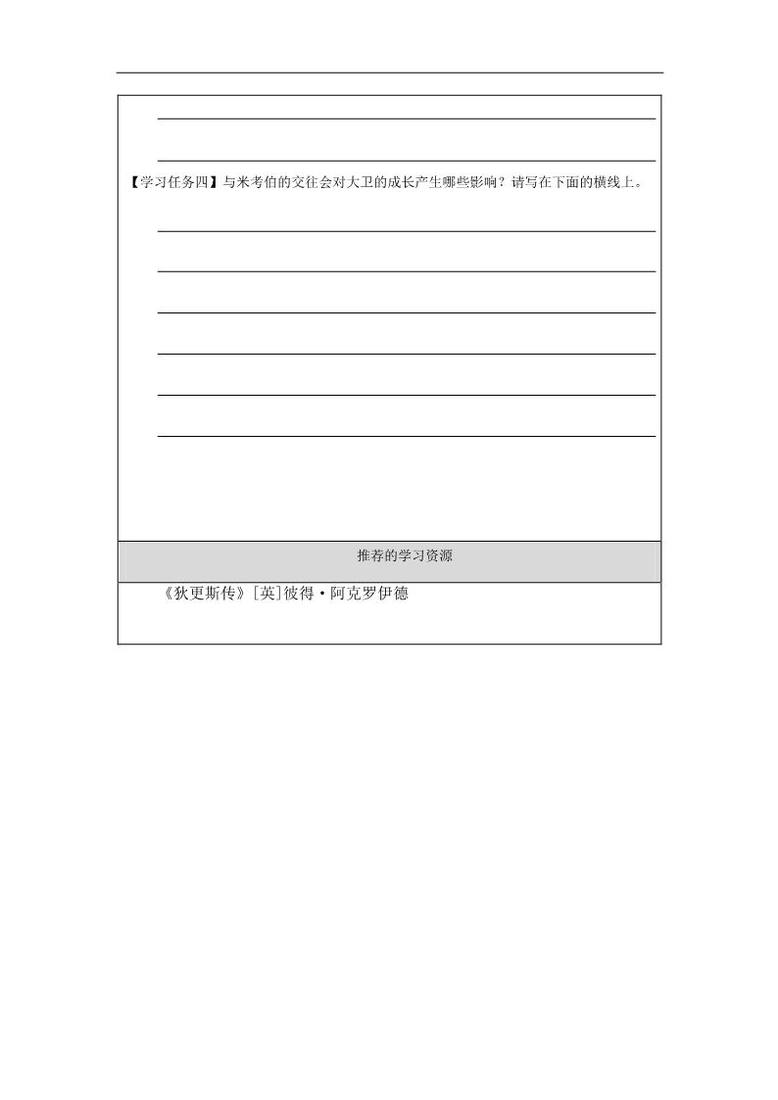 【学习任务四】与米考伯的交往会对大卫的成长产生哪些影响？请写在下面的横线上。
推荐的学习资源
《狄更斯传》[英]彼得·阿克罗伊德